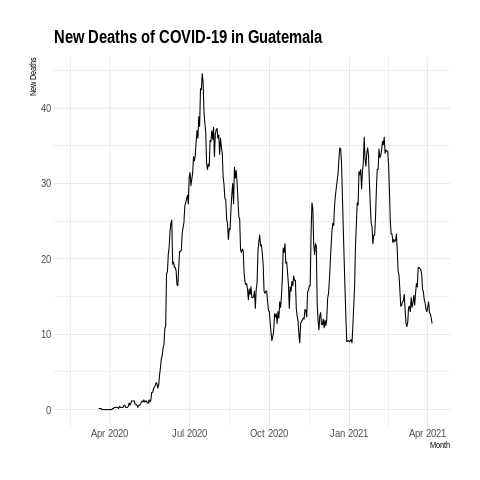 New Deaths of COVID-19 in Guatemala
New Deaths
40
30
20
10
0
Apr 2020 Jul 2020 Oct 2020 Jan 2021 Apr 2021
Month